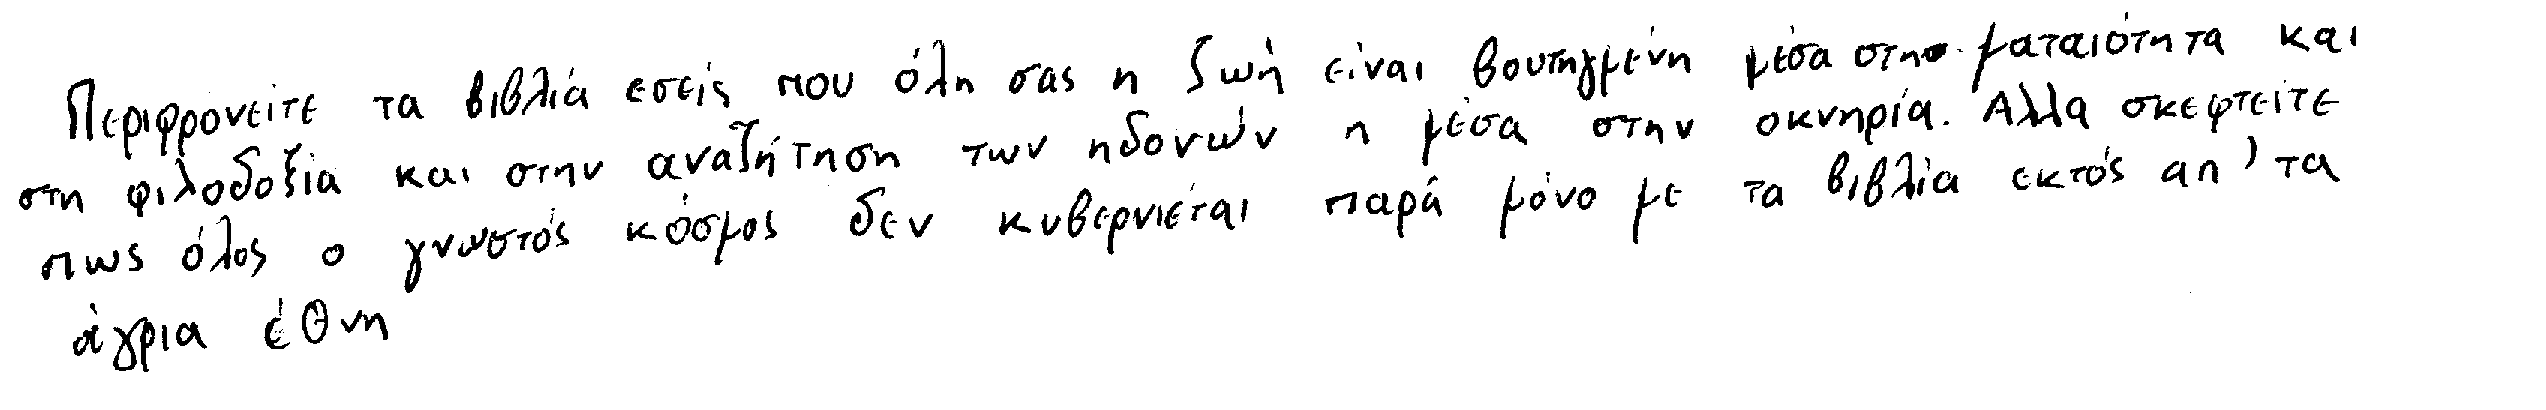 Περιφρονείτε τα βιβλιά εσείς που όλη σας η ζωή είναι βουτηγμένη μέσα στη ματαιότητα και
στη φιλοδοξία και στην αναζήτηση των ηδονών η μέσα στην οκνηρία. Αλλα σκεφτείτε
πως όλος ο γνωστός κόσμος δεν κυβερνιέται παρά μόνο με τα βιβλία εκτός απ' τα
άγρια έθνη